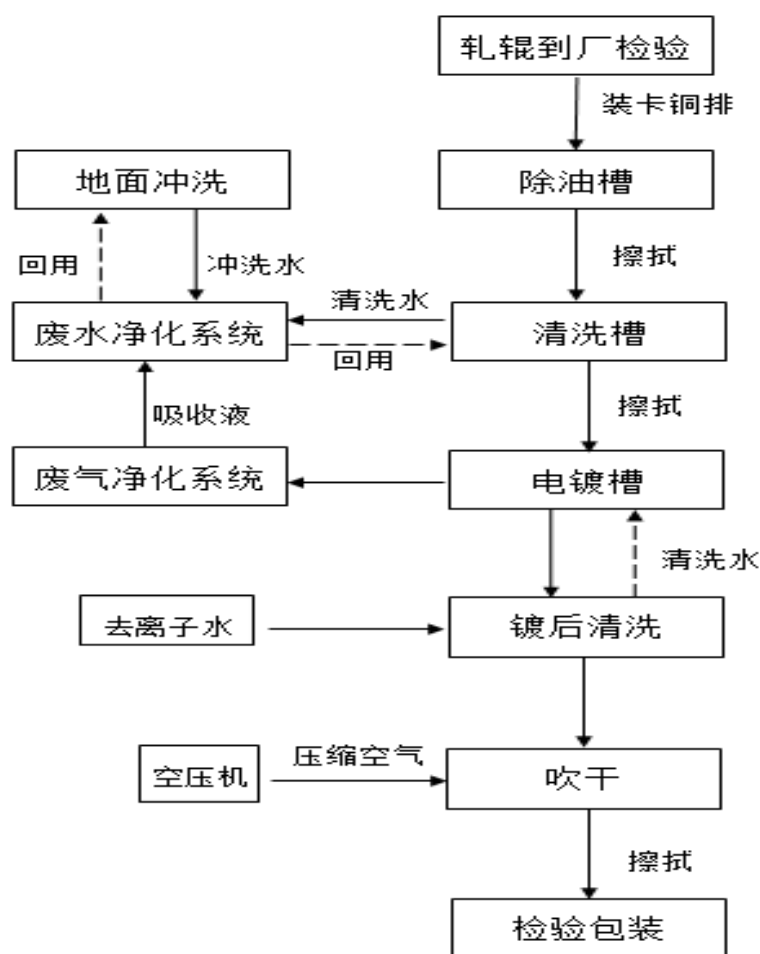 轧辊到厂检验
装卡铜排
地面冲洗
除油槽
回用
冲洗水
擦拭
清洗水
废水净化系统
清洗槽
回用
吸收液
擦拭
废气净化系统
电镀槽
清洗水
去离子水
镀后清洗
压缩空气
空压机
吹干
擦拭
检验包装